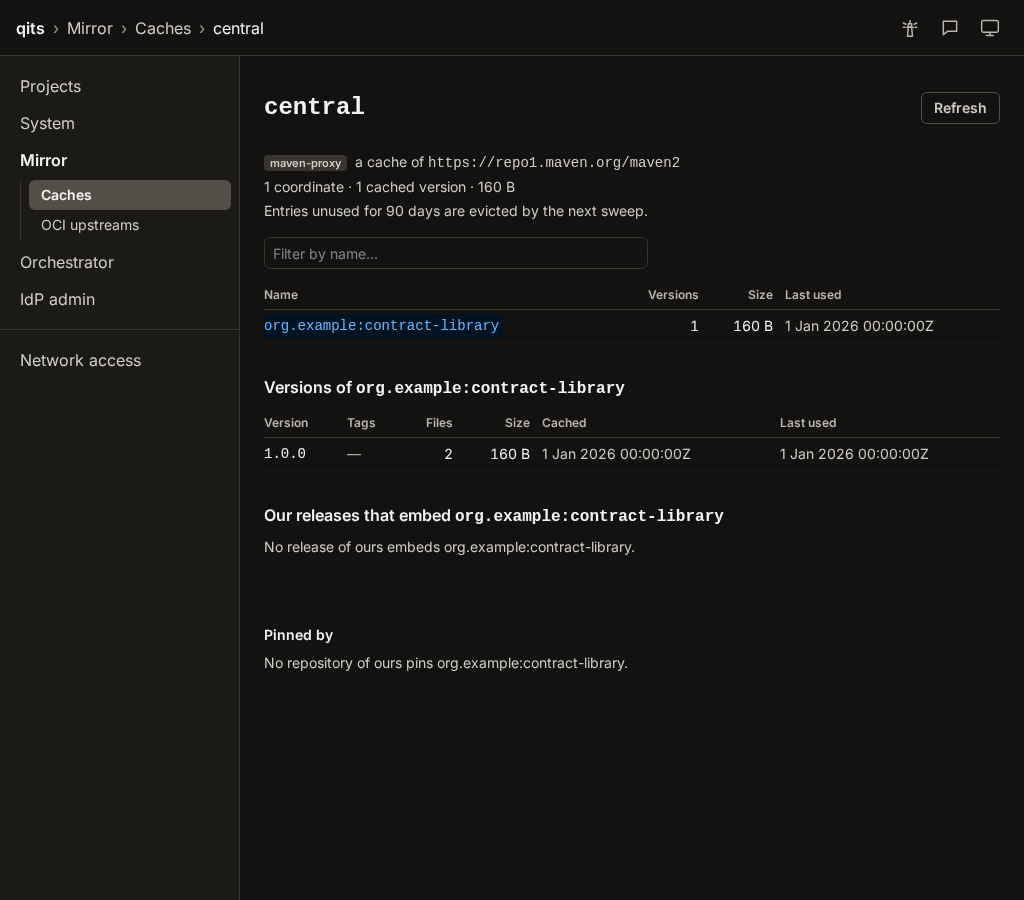 qits › Mirror › Caches › central
Projects
System
Mirror
Caches
OCI upstreams
Orchestrator
IdP admin
Network access
central
Refresh
maven-proxy a cache of https://repo1.maven.org/maven2
1 coordinate · 1 cached version · 160 B
Entries unused for 90 days are evicted by the next sweep.
Filter by name...
Name Versions Size Last used
org.example:contract-library 1 160 B 1 Jan 2026 00:00:00Z
Versions of org.example:contract-library
Version Tags Files Size Cached Last used
1.0.0 — 2 160 B 1 Jan 2026 00:00:00Z 1 Jan 2026 00:00:00Z
Our releases that embed org.example:contract-library
No release of ours embeds org.example:contract-library.
Pinned by
No repository of ours pins org.example:contract-library.